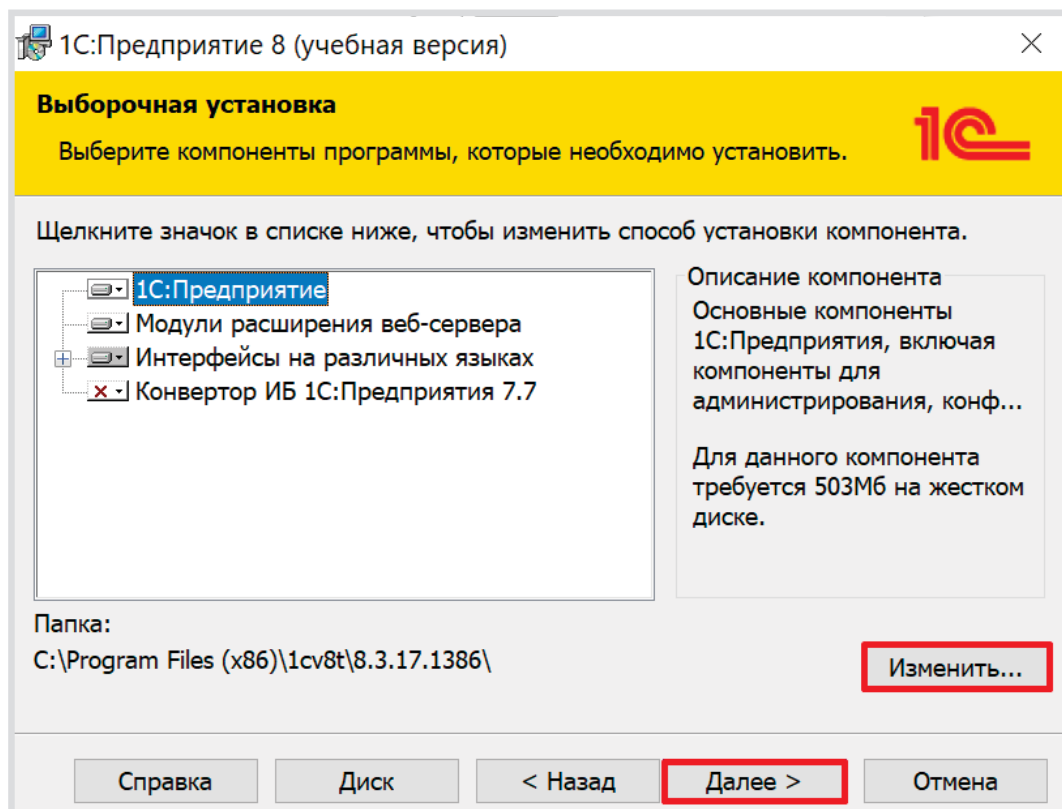 1С:Предприятие 8 (учебная версия)
Выборочная установка
Выберите компоненты программы, которые необходимо установить.
1С
Щелкните значок в списке ниже, чтобы изменить способ установки компонента.
1С:Предприятие
Модули расширения веб-сервера
Интерфейсы на различных языках
Конвертор ИБ 1С:Предприятия 7.7
Описание компонента
Основные компоненты
1С:Предприятия, включая
компоненты для
администрирования, конф...
Для данного компонента
требуется 503Мб на жестком
диске.
Папка:
C:\Program Files (x86)\1cv8t\8.3.17.1386\
Изменить...
Справка
Диск
< Назад
Далее >
Отмена